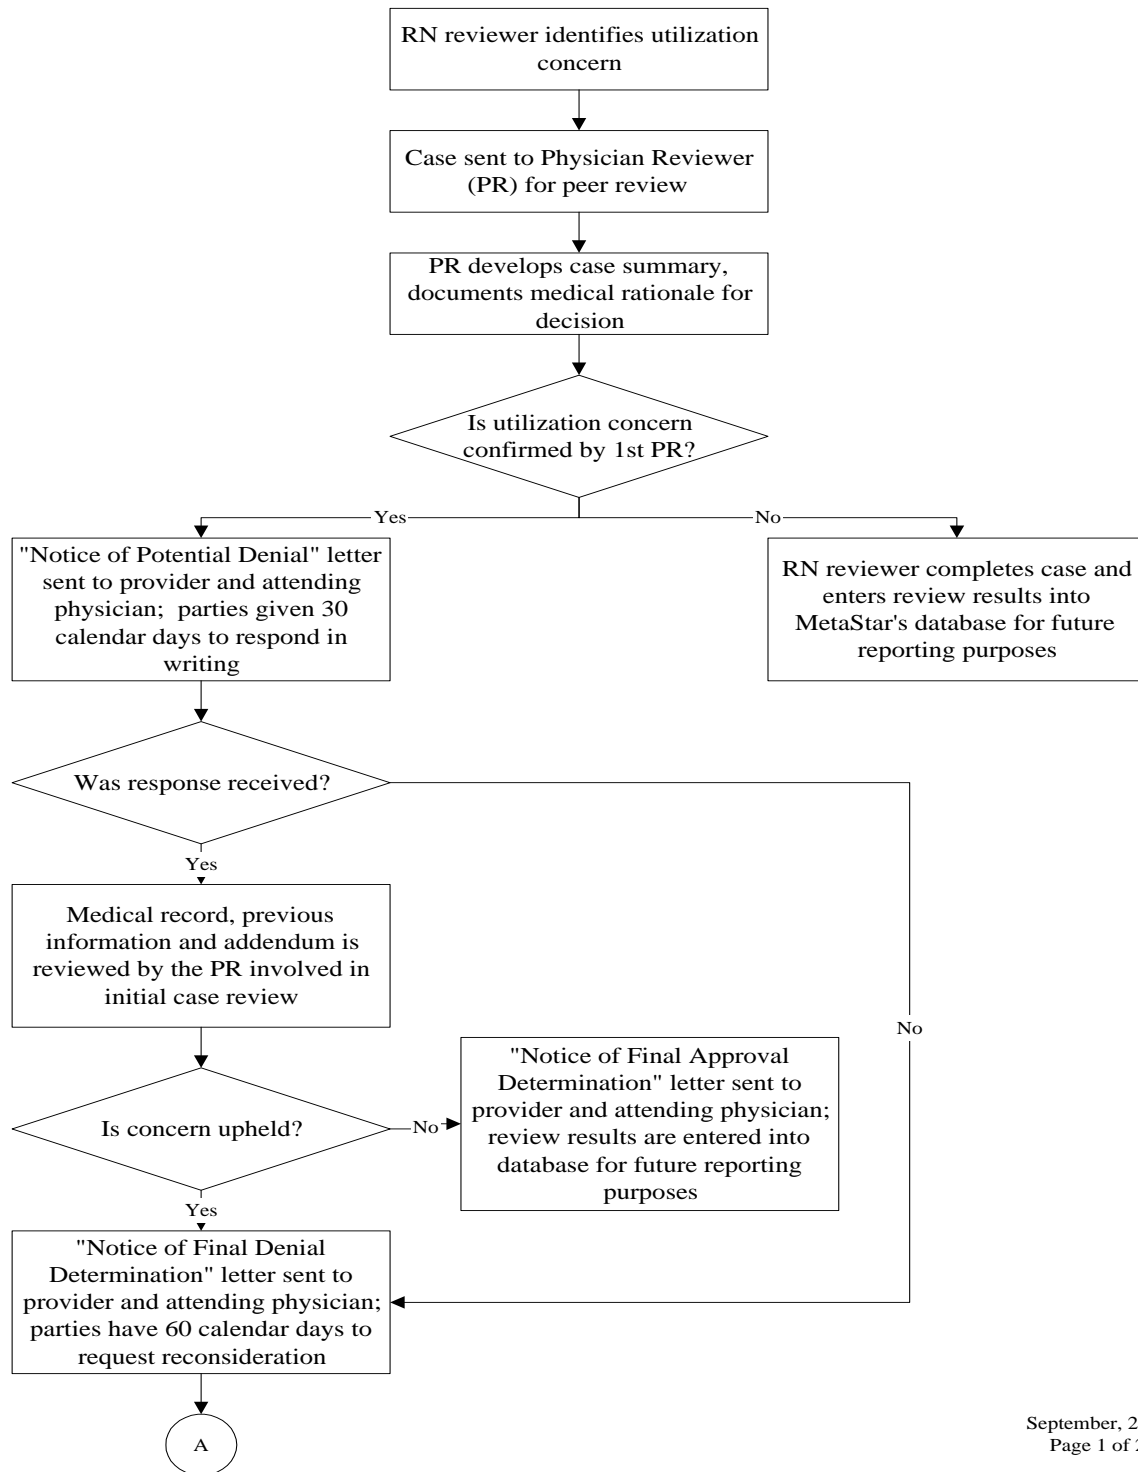 RN reviewer identifies utilization
concern
Case sent to Physician Reviewer
(PR) for peer review
PR develops case summary,
documents medical rationale for
decision
Is utilization concern
confirmed by 1st PR?
Yes
No
"Notice of Potential Denial" letter
sent to provider and attending
physician;  parties given 30
calendar days to respond in
writing
RN reviewer completes case and
enters review results into
MetaStar's database for future
reporting purposes
Was response received?
Yes
Medical record, previous
information and addendum is
reviewed by the PR involved in
initial case review
No
"Notice of Final Approval
Determination" letter sent to
provider and attending physician;
review results are entered into
database for future reporting
purposes
Is concern upheld?
No
Yes
"Notice of Final Denial
Determination" letter sent to
provider and attending physician;
parties have 60 calendar days to
request reconsideration
A
September, 2
Page 1 of 2